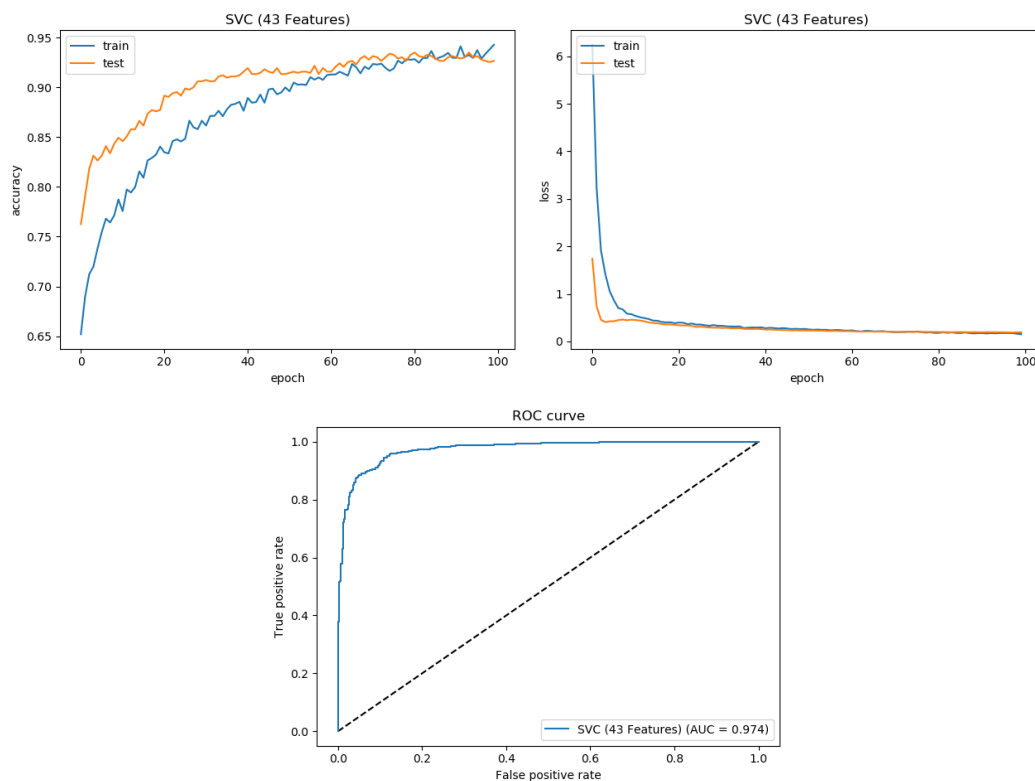 SVC (43 Features)
train
test
0.95
0.90
0.85
0.80
0.75
0.70
0.65
accuracy
0
20
40
60
80
100
epoch
SVC (43 Features)
train
test
6
5
4
3
2
1
0
loss
0
20
40
60
80
100
epoch
ROC curve
1.0
0.8
0.6
0.4
0.2
0.0
True positive rate
SVC (43 Features) (AUC = 0.974)
0.0
0.2
0.4
0.6
0.8
1.0
False positive rate